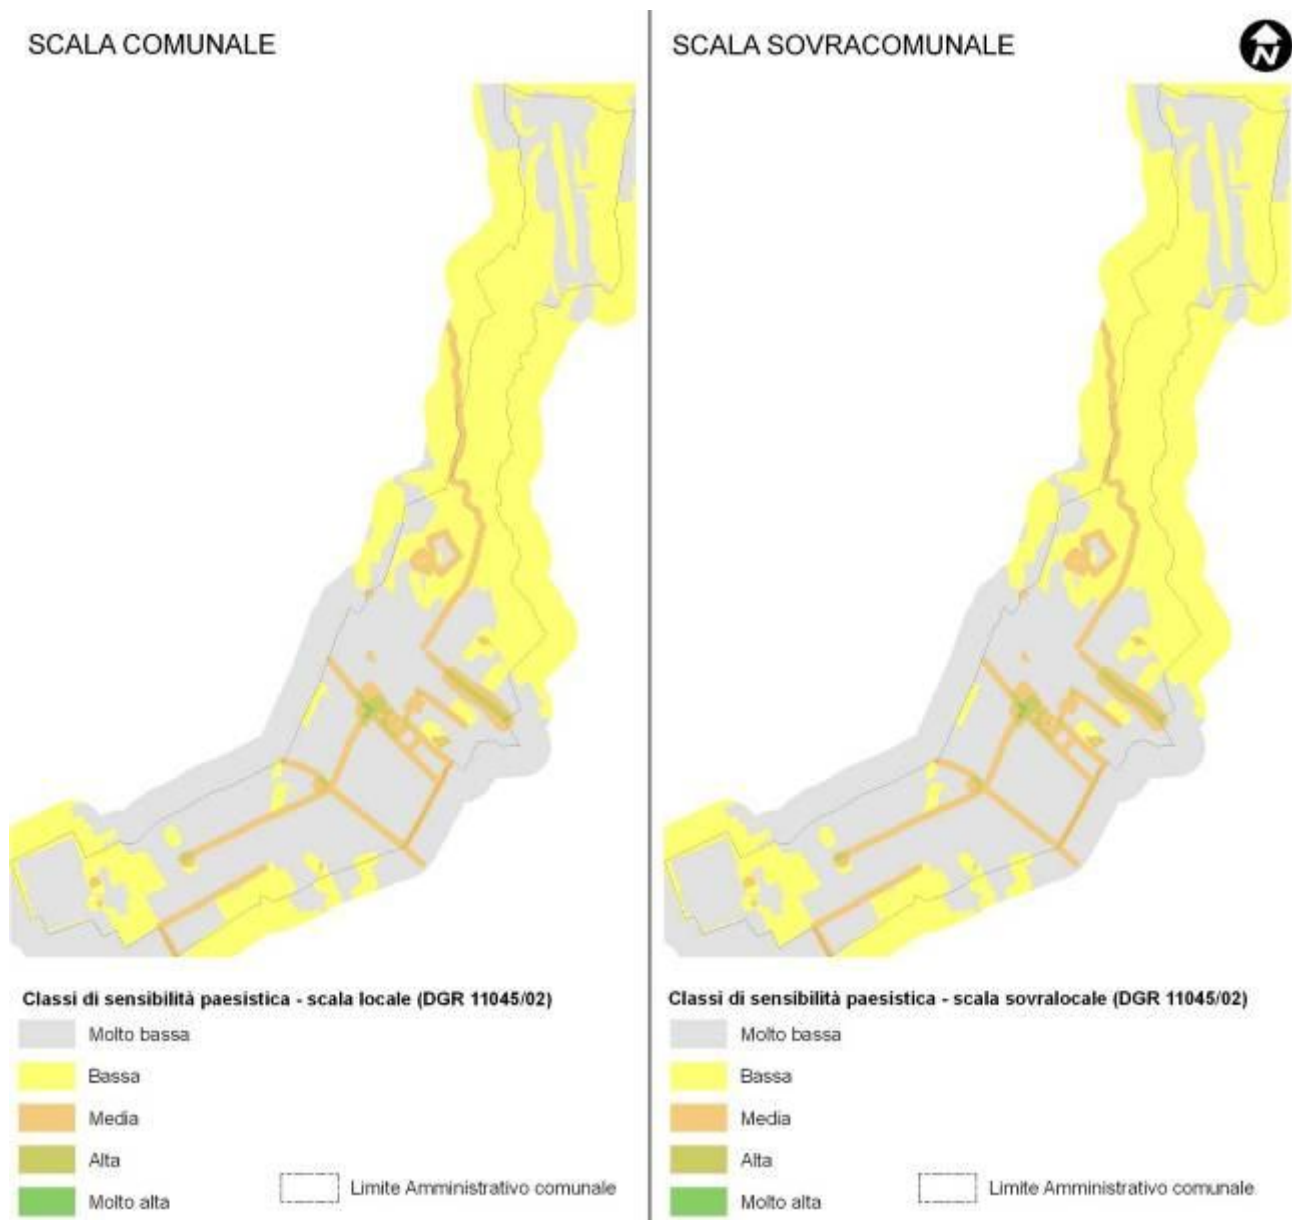 SCALA COMUNALE
SCALA SOVRACOMUNALE
N
Classi di sensibilità paesistica - scala locale (DGR 11045/02)
Molto bassa
Bassa
Media
Alta
Molto alta
Limite Amministrativo comunale
Classi di sensibilità paesistica - scala sovralocale (DGR 11045/02)
Molto bassa
Bassa
Media
Alta
Molto alta
Limite Amministrativo comunale